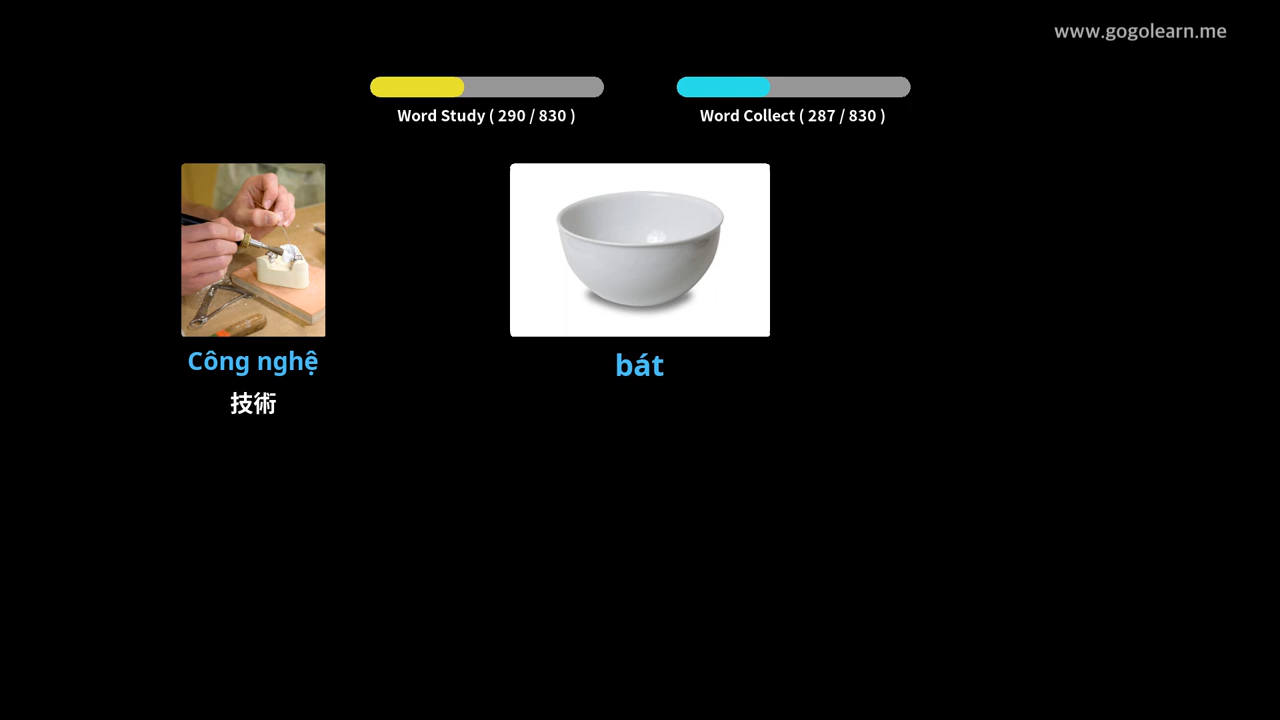 www.gogolearn.me
Word Study ( 290 / 830 )
Word Collect ( 287 / 830 )
Công nghệ
技術
bát